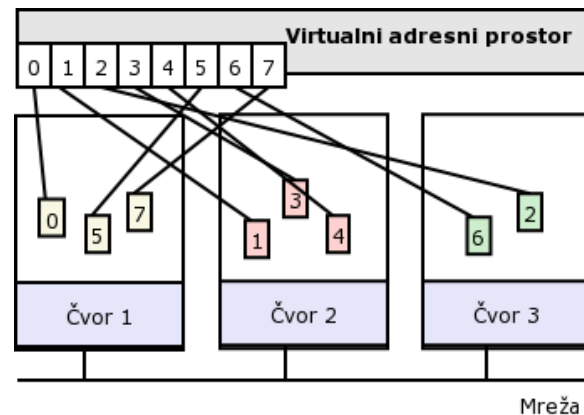 Virtualni adresni prostor
0 1 2 3 4 5 6 7
0 5 7 1 3 4 6 2
Čvor 1 Čvor 2 Čvor 3
Mreža